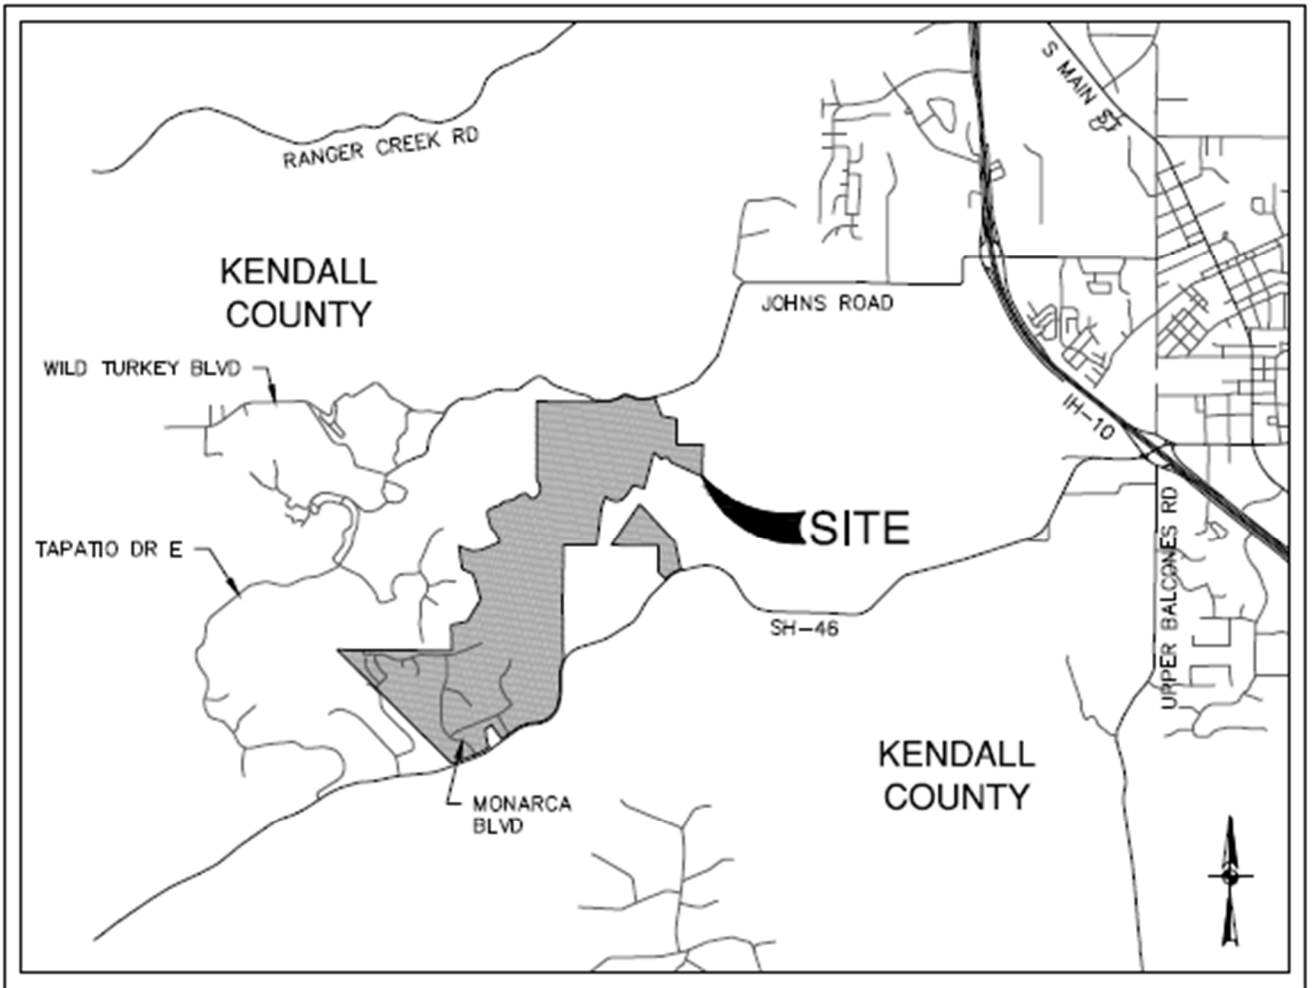 S MAIN ST
RANGER CREEK RD
KENDALL
COUNTY
JOHNS ROAD
WILD TURKEY BLVD
IH-10
SITE
TAPATIO DR E
UPPER BALCONES RD
SH-46
KENDALL
COUNTY
MONARCA
BLVD